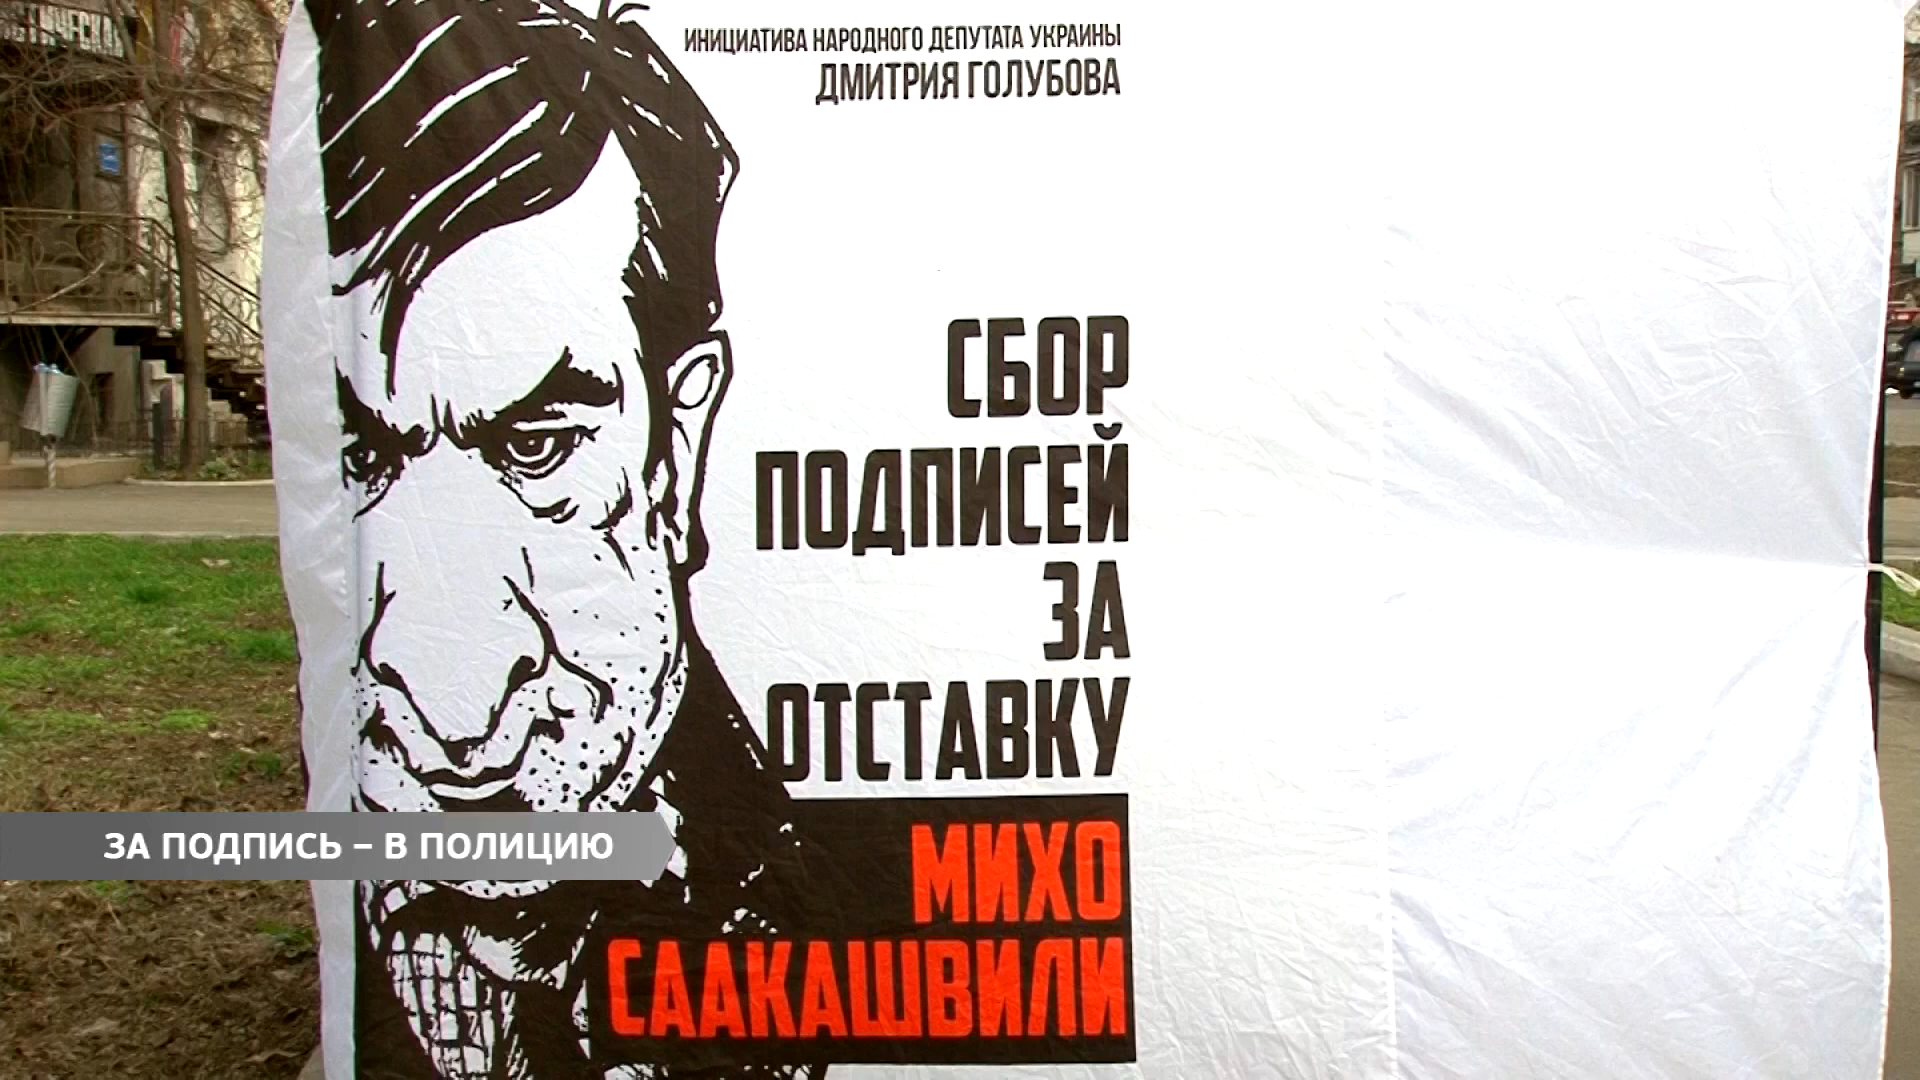 ИНИЦИАТИВА НАРОДНОГО ДЕПУТАТА УКРАИНЫ
ДМИТРИЯ ГОЛУБОВА
СБОР
ПОДПИСЕЙ
ЗА
ОТСТАВКУ
МИХО
СААКАШВИЛИ
ЗА ПОДПИСЬ – В ПОЛИЦИЮ